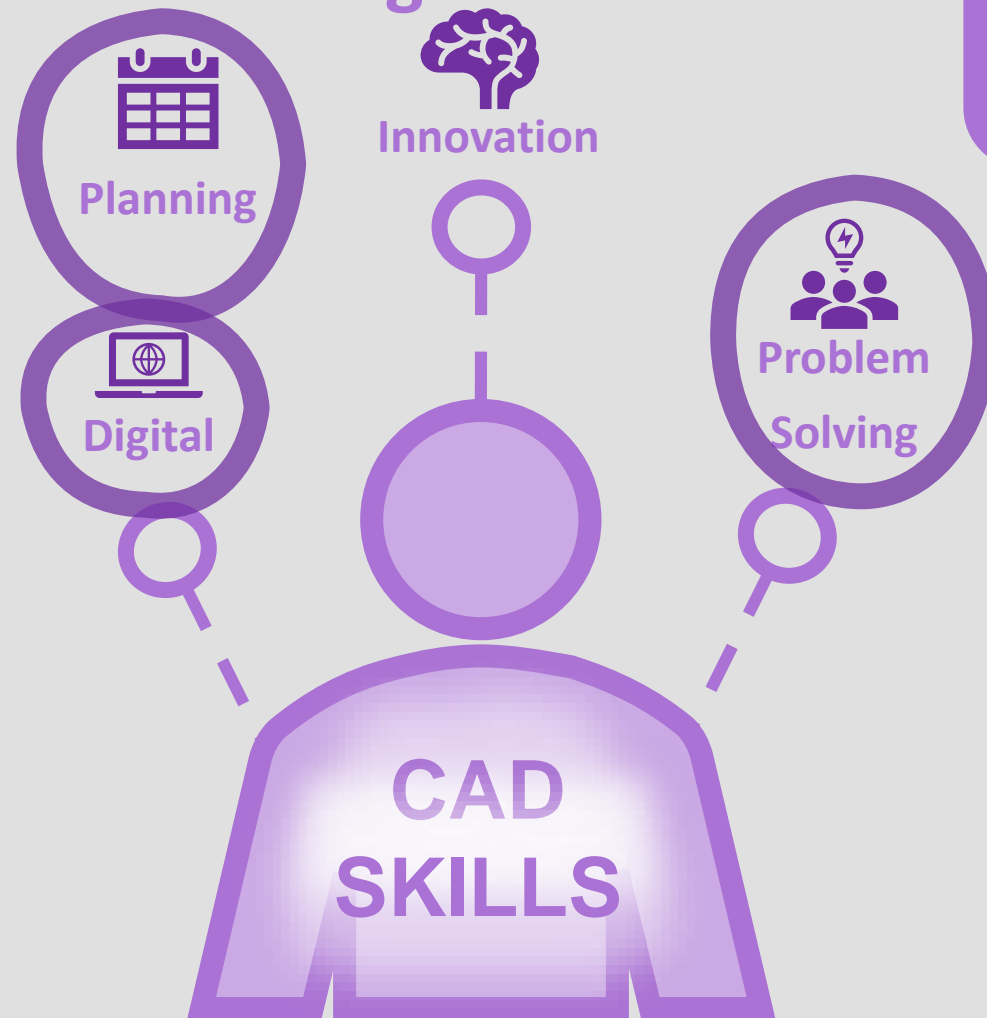 Innovation
Planning
Digital
Problem
Solving
CAD
SKILLS